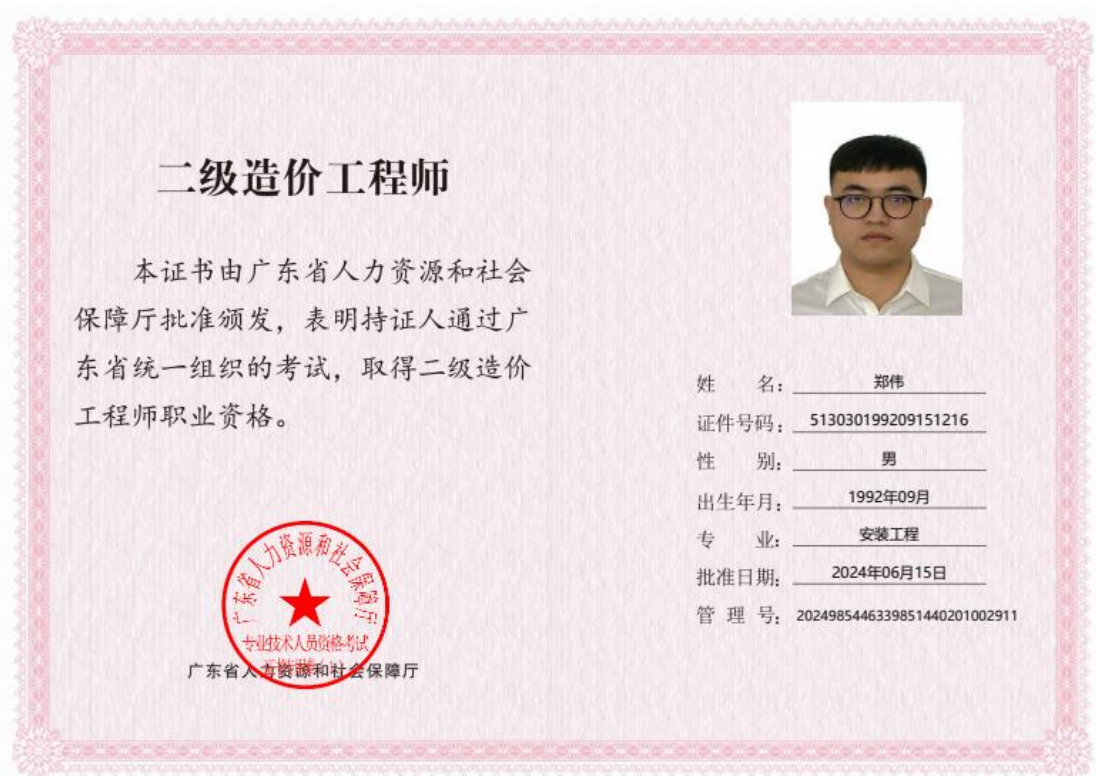 二级造价工程师
本证书由广东省人力资源和社会
保障厅批准颁发，表明持证人通过广
东省统一组织的考试，取得二级造价
工程师职业资格。
广东省人力资源和社会保障厅
专业技术人员资格考试
广东省人力资源和社会保障厅
姓 名：郑伟
证件号码：513030199209151216
性 别：男
出生年月：1992年09月
专 业：安装工程
批准日期：2024年06月15日
管 理 号：2024985446339851440201002911